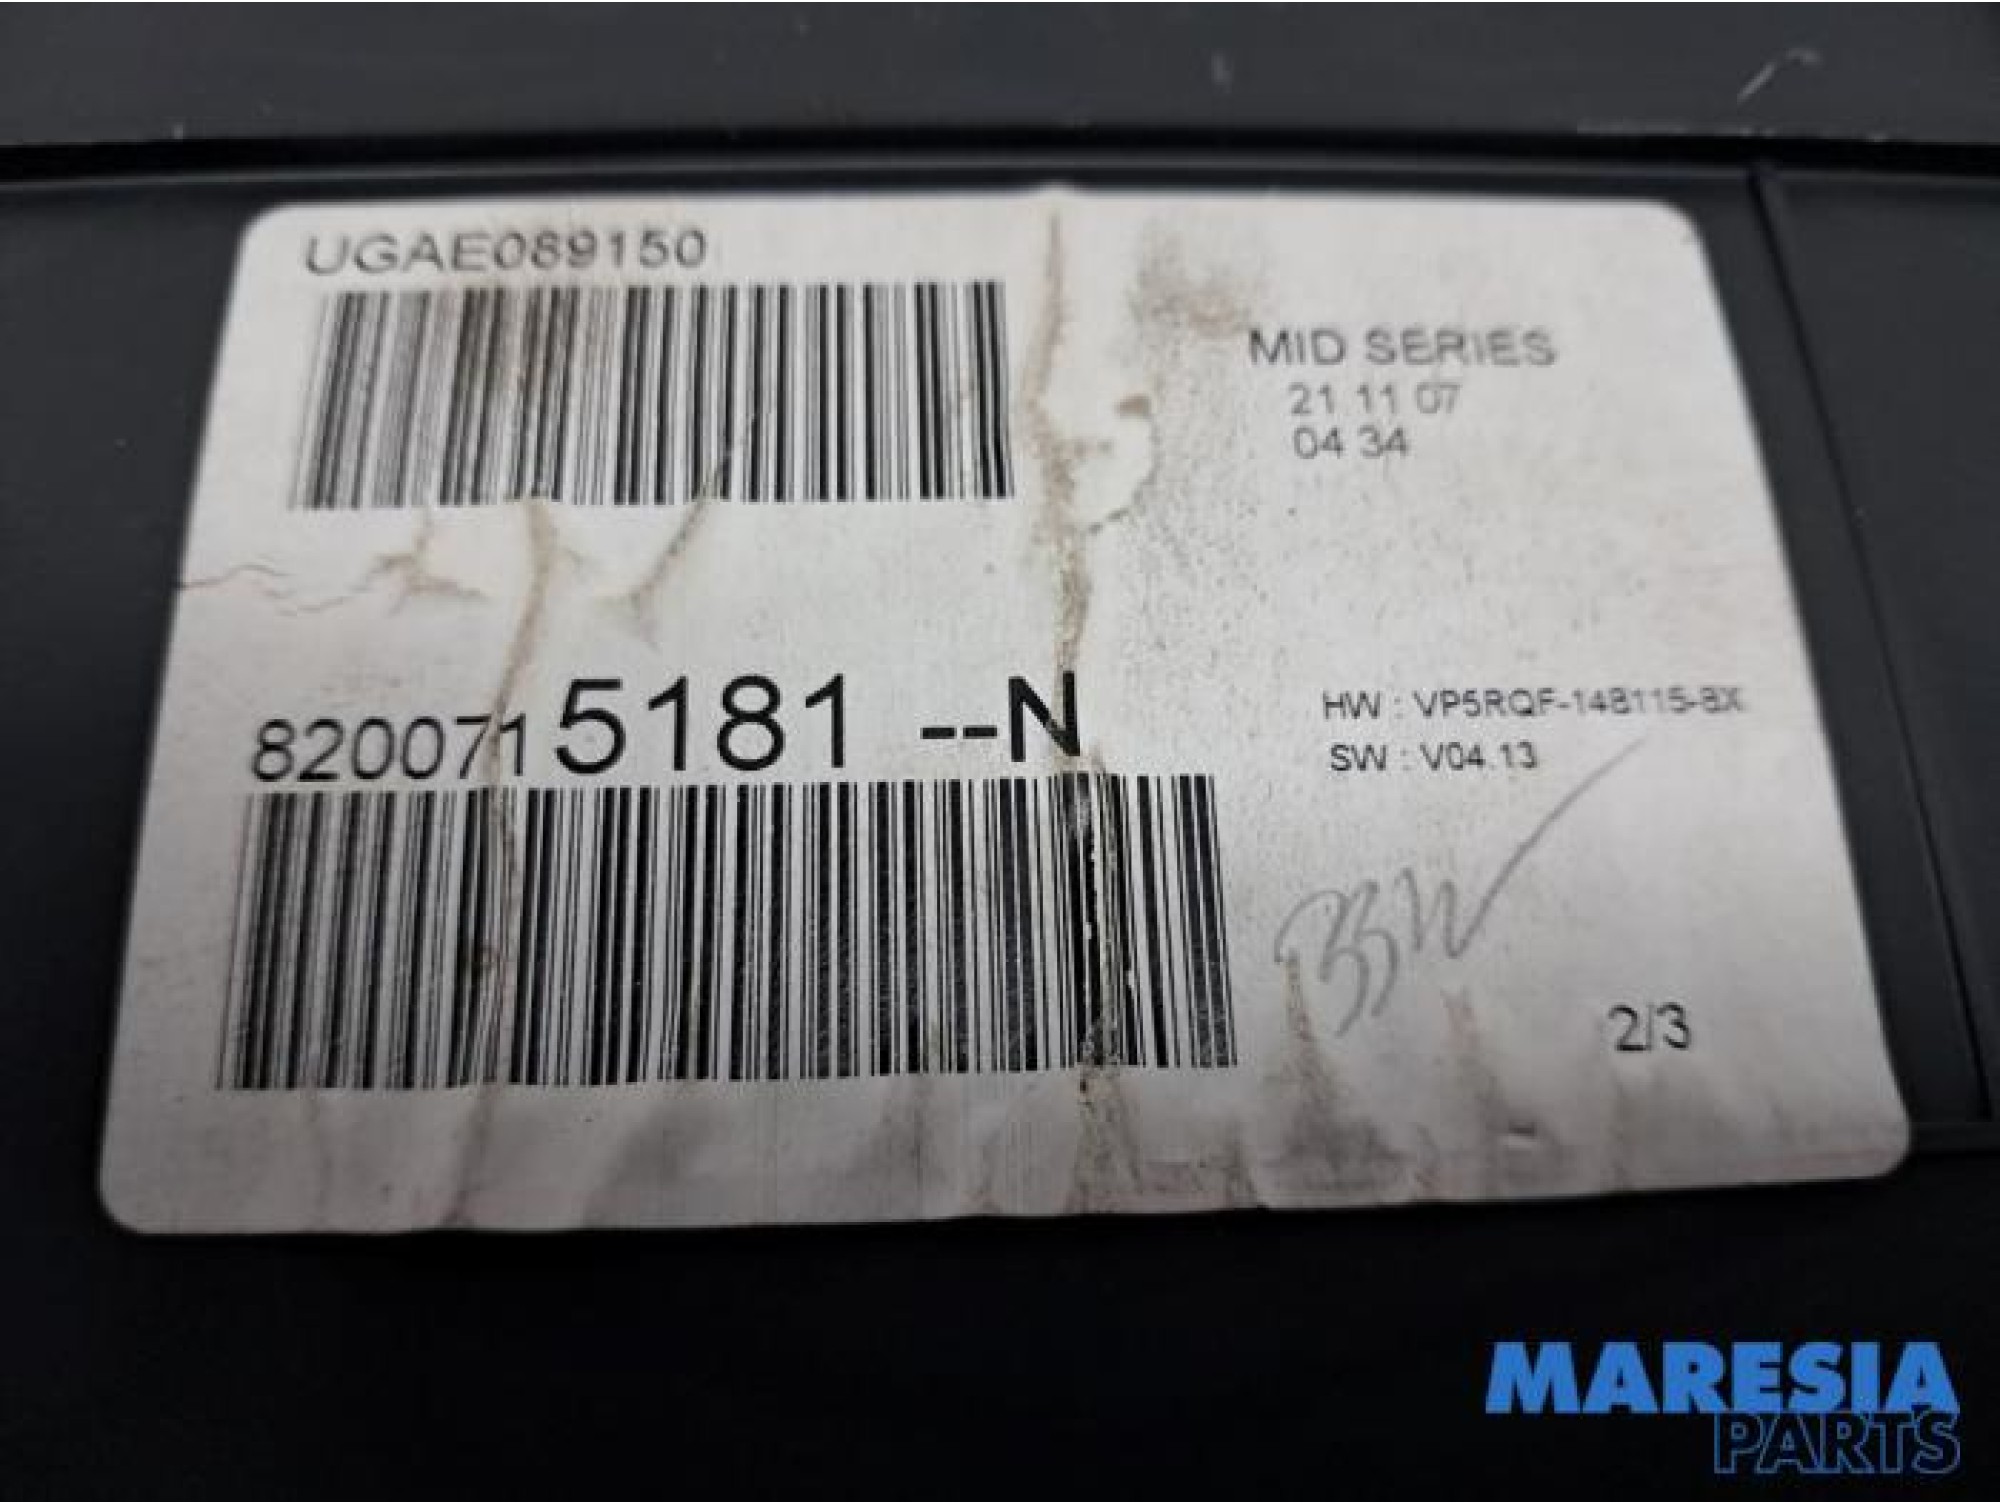 UGAE089150
MID SERIES
21 11 07
04 34
8200715181 --N
HW : VP5RQF-14B115-BX
SW : V04.13
2/3
MARESIA
PARTS